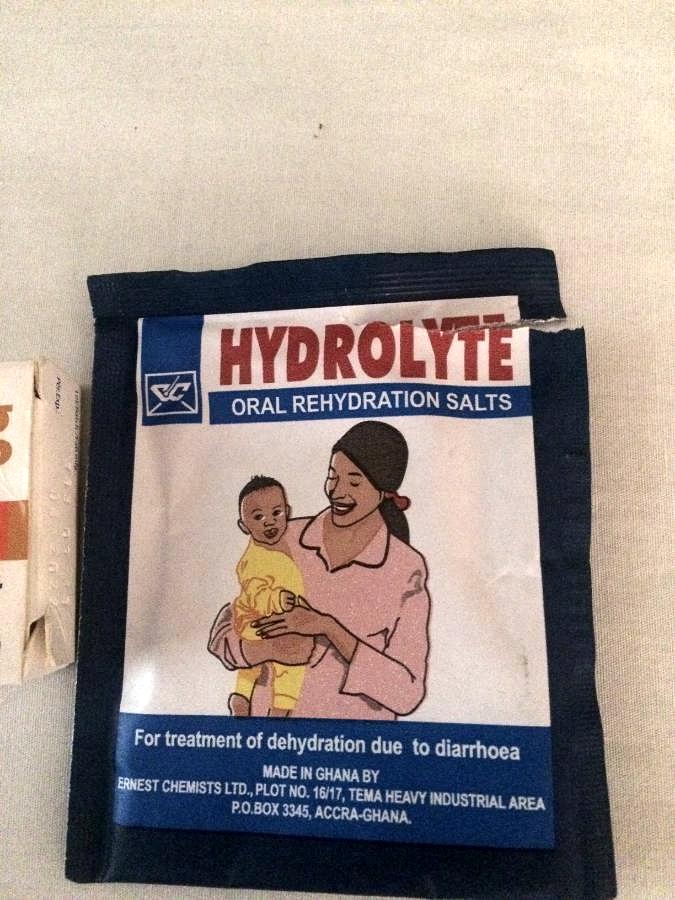 HYDROLYTE
ORAL REHYDRATION SALTS
For treatment of dehydration due to diarrhoea
MADE IN GHANA BY
ERNEST CHEMISTS LTD., PLOT NO. 16/17, TEMA HEAVY INDUSTRIAL AREA
P.O.BOX 3345, ACCRA-GHANA.